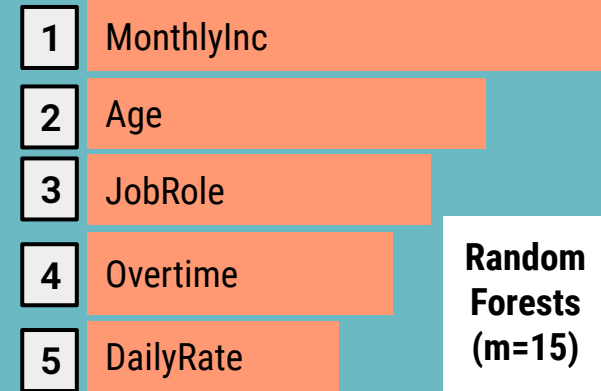 1 MonthlyInc
2 Age
3 JobRole
4 Overtime
5 DailyRate
Random
Forests
(m=15)